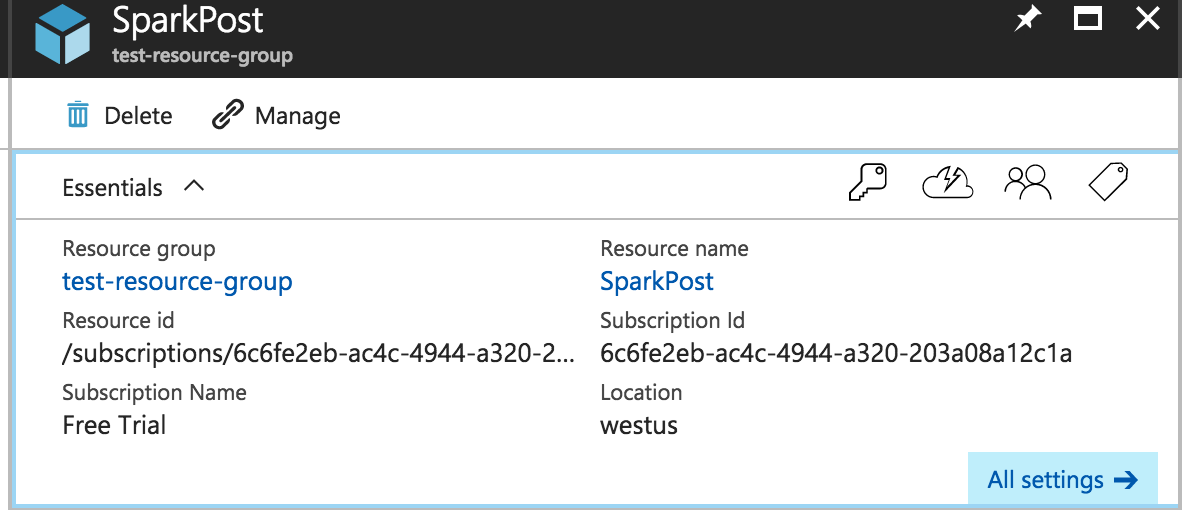 SparkPost
test-resource-group
Delete Manage
Essentials
Resource group
test-resource-group
Resource id
/subscriptions/6c6fe2eb-ac4c-4944-a320-2...
Subscription Name
Free Trial
Resource name
SparkPost
Subscription Id
6c6fe2eb-ac4c-4944-a320-203a08a12c1a
Location
westus
All settings